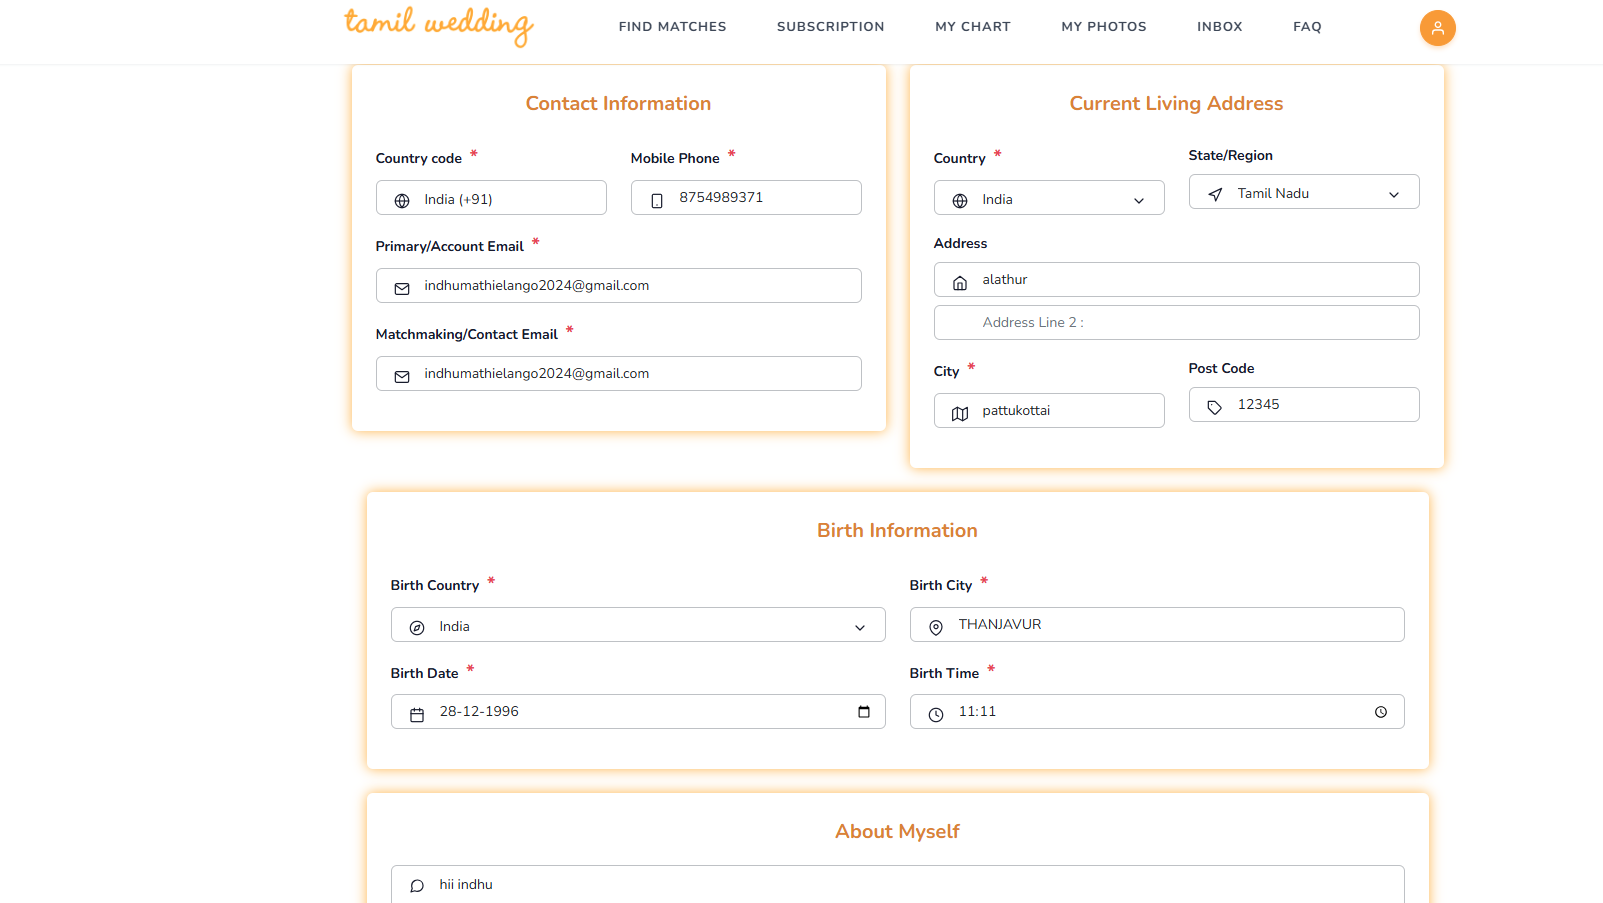 tamil wedding
FIND MATCHES SUBSCRIPTION MY CHART MY PHOTOS INBOX FAQ
Contact Information
Country code * Mobile Phone *
India (+91) 8754989371
Primary/Account Email *
indhumathielango2024@gmail.com
Matchmaking/Contact Email *
indhumathielango2024@gmail.com
Current Living Address
Country * State/Region
India Tamil Nadu
Address
alathur
Address Line 2 :
City * Post Code
pattukottai 12345
Birth Information
Birth Country * Birth City *
India THANJAVUR
Birth Date * Birth Time *
28-12-1996 11:11
About Myself
hii indhu